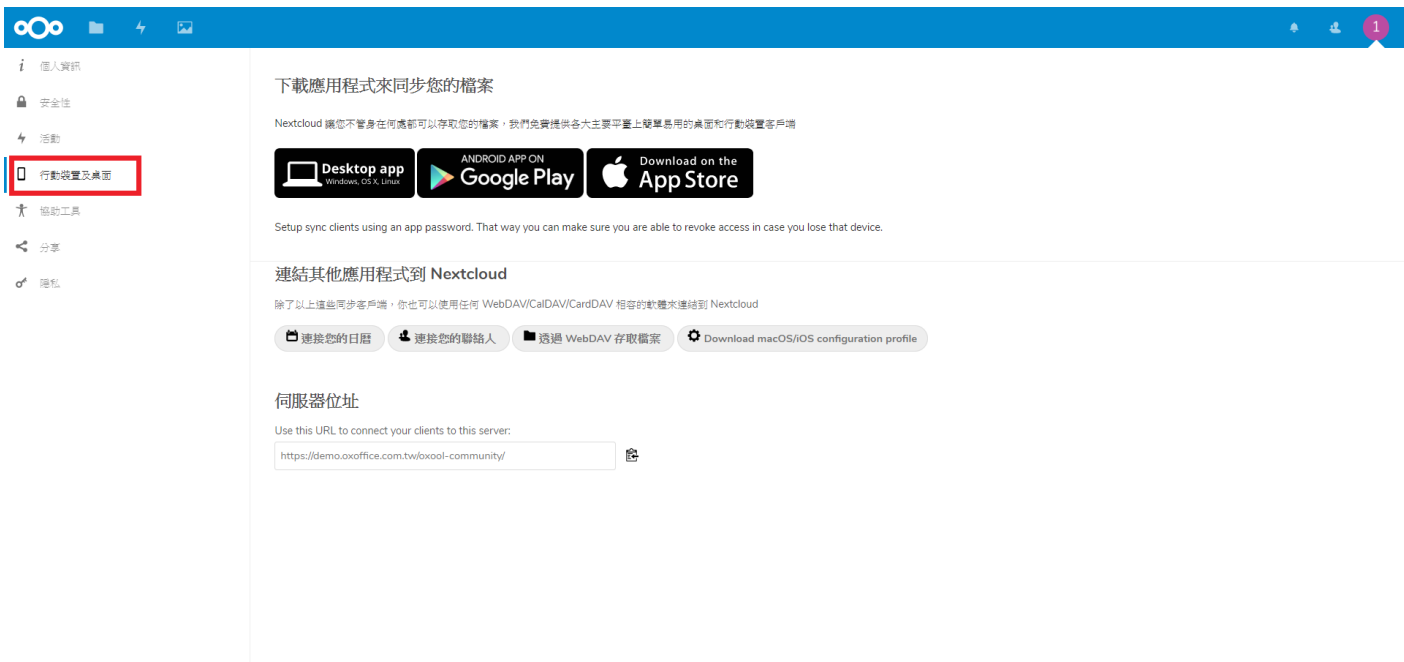 1
i 個人資訊
安全性
活動
行動裝置及桌面
協助工具
分享
隱私
下載應用程式來同步您的檔案
Nextcloud 讓您不管身在何處都可以存取您的檔案，我們免費提供各大主要平臺上簡單易用的桌面和行動裝置客戶端
Desktop app
Windows, OS X, Linux
ANDROID APP ON
Google Play
Download on the
App Store
Setup sync clients using an app password. That way you can make sure you are able to revoke access in case you lose that device.
連結其他應用程式到 Nextcloud
除了以上這些同步客戶端，你也可以使用任何 WebDAV/CalDAV/CardDAV 相容的軟體來連結到 Nextcloud
連接您的日曆
連接您的聯絡人
透過 WebDAV 存取檔案
Download macOS/iOS configuration profile
伺服器位址
Use this URL to connect your clients to this server:
https://demo.oxoffice.com.tw/oxool-community/